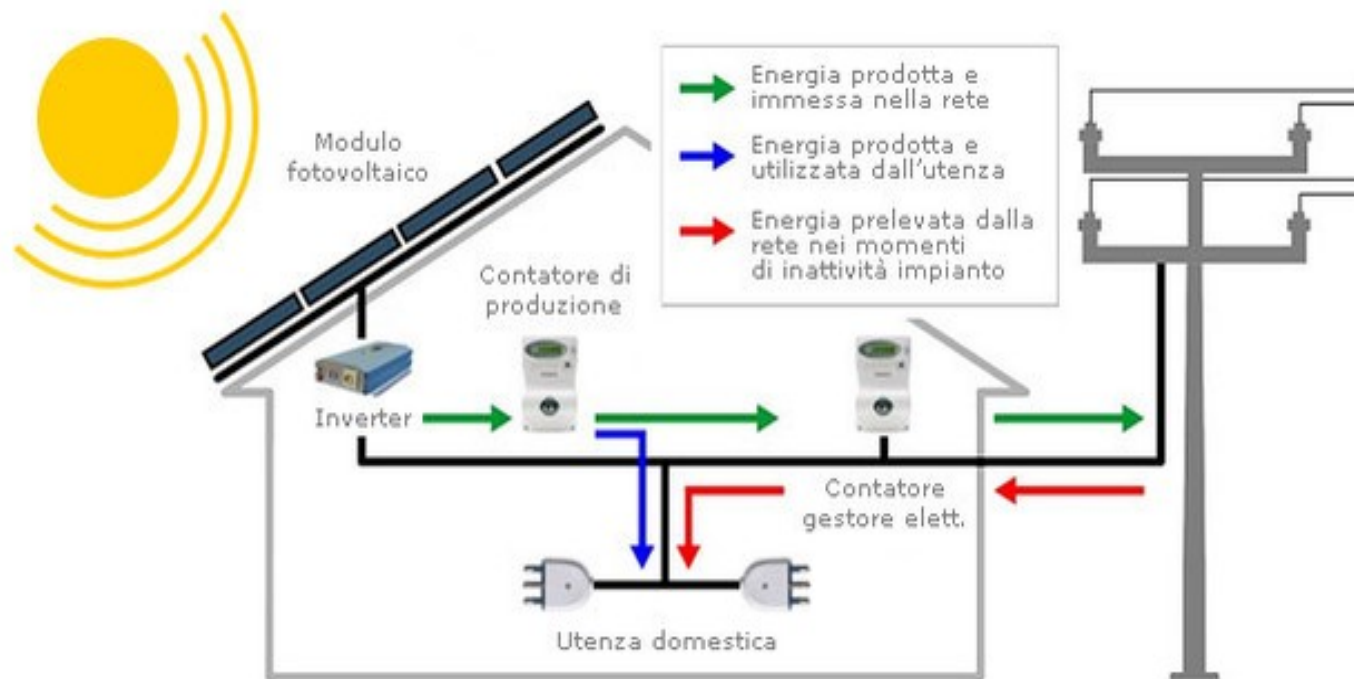 Energia prodotta e
immessa nella rete
Energia prodotta e
utilizzata dall'utenza
Energia prelevata dalla
rete nei momenti
di inattività impianto
Modulo
fotovoltaico
Contatore di
produzione
Inverter
Contatore
gestore elett.
Utenza domestica